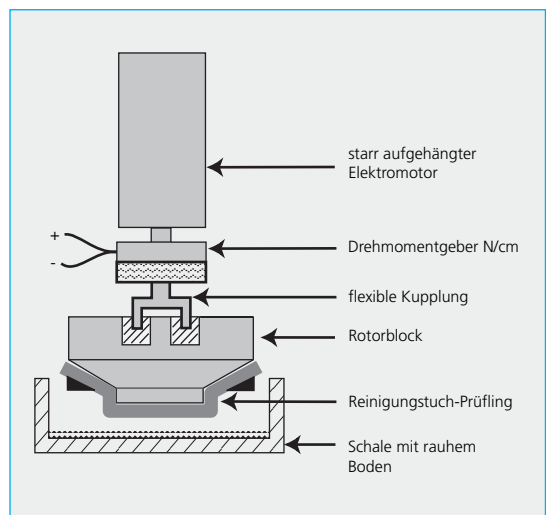 starr aufgehängter
Elektromotor
+
-
Drehmomentgeber N/cm
flexible Kupplung
Rotorblock
Reinigungstuch-Prüfling
Schale mit rauhem
Boden